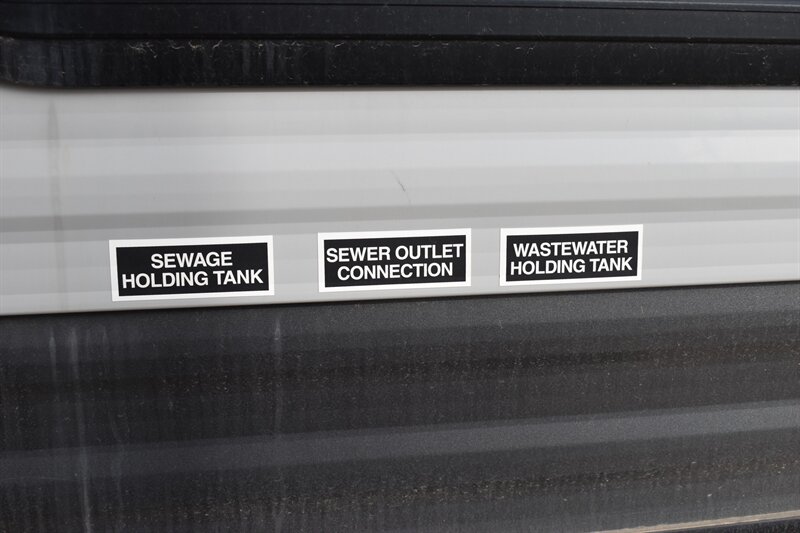 SEWAGE
HOLDING TANK
SEWER OUTLET
CONNECTION
WASTEWATER
HOLDING TANK